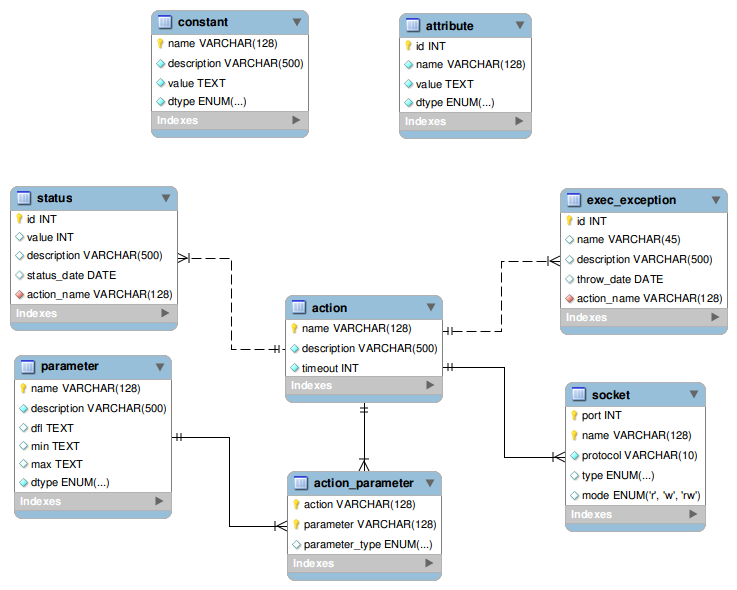 constant
name VARCHAR(128)
description VARCHAR(500)
value TEXT
dtype ENUM(...)
Indexes
attribute
id INT
name VARCHAR(128)
value TEXT
dtype ENUM(...)
Indexes
status
id INT
value INT
description VARCHAR(500)
status_date DATE
action_name VARCHAR(128)
Indexes
exec_exception
id INT
name VARCHAR(45)
description VARCHAR(500)
throw_date DATE
action_name VARCHAR(128)
Indexes
action
name VARCHAR(128)
description VARCHAR(500)
timeout INT
Indexes
parameter
name VARCHAR(128)
description VARCHAR(500)
dfl TEXT
min TEXT
max TEXT
dtype ENUM(...)
Indexes
socket
port INT
name VARCHAR(128)
protocol VARCHAR(10)
type ENUM(...)
mode ENUM('r', 'w', 'rw')
Indexes
action_parameter
action VARCHAR(128)
parameter VARCHAR(128)
parameter_type ENUM(...)
Indexes